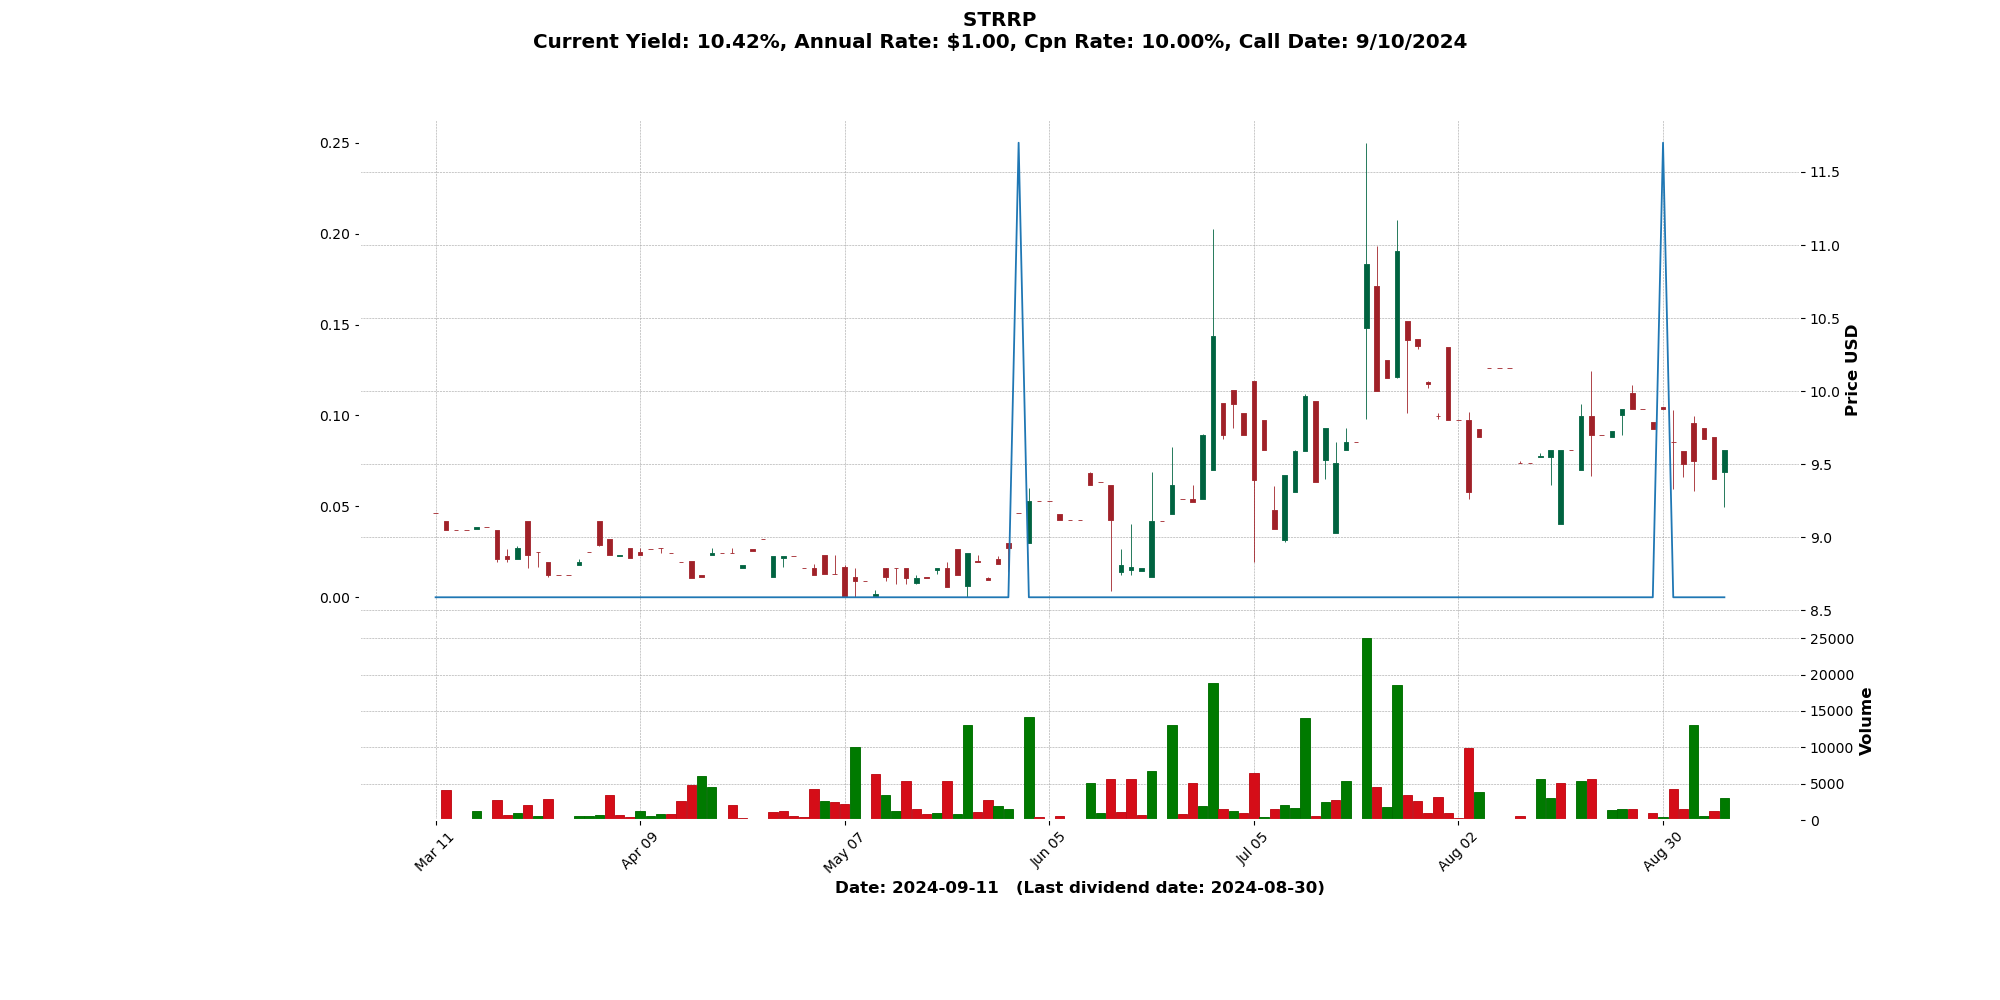 STRRP
Current Yield: 10.42%, Annual Rate: $1.00, Cpn Rate: 10.00%, Call Date: 9/10/2024
0.25
0.20
0.15
0.10
0.05
0.00
11.5
11.0
10.5
10.0
9.5
9.0
8.5
Price USD
25000
20000
15000
10000
5000
0
Volume
Mar 11
Apr 09
May 07
Jun 05
Jul 05
Aug 02
Aug 30
Date: 2024-09-11 (Last dividend date: 2024-08-30)